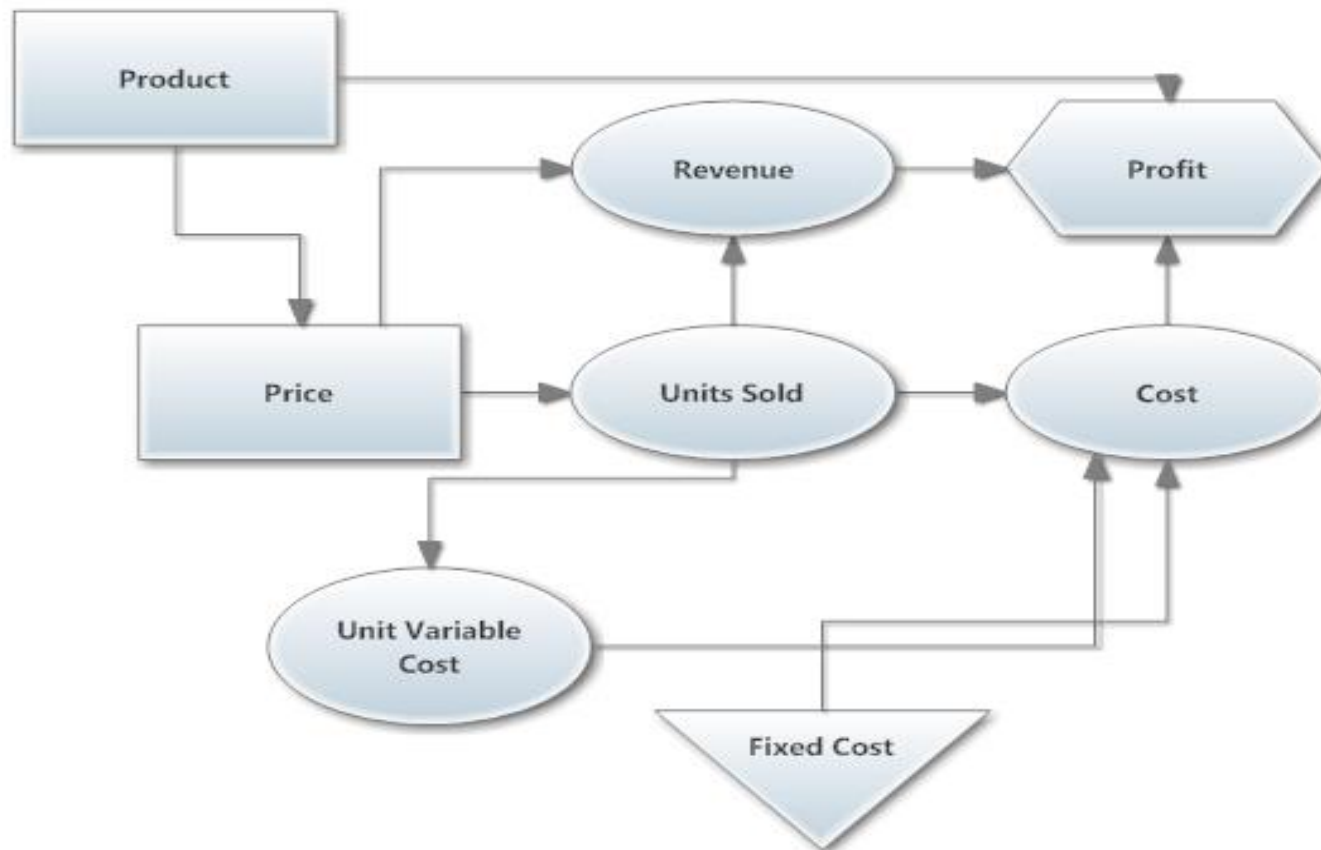 Product
Revenue
Profit
Price
Units Sold
Cost
Unit Variable
Cost
Fixed Cost